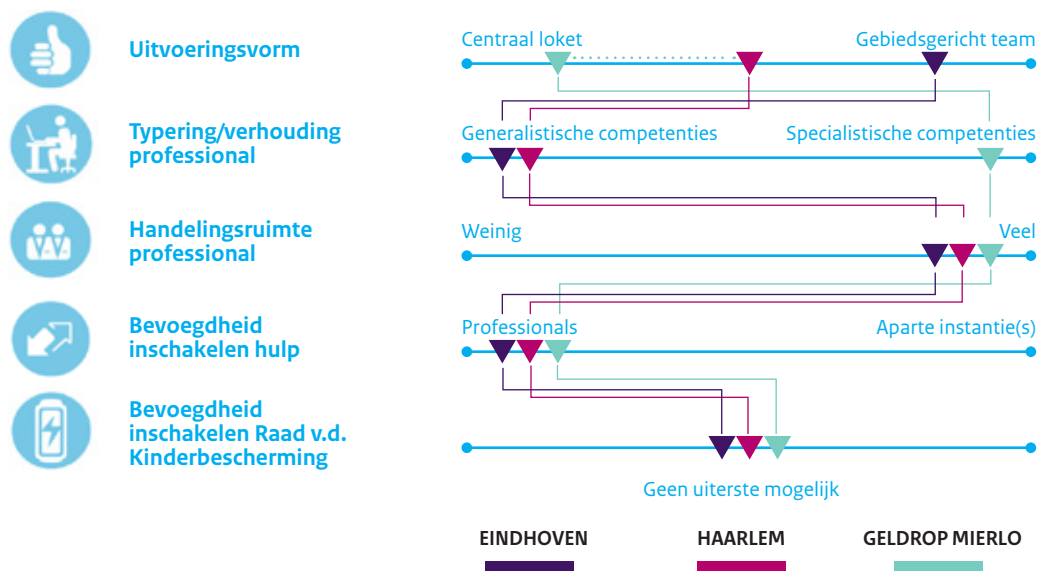 Uitvoeringsvorm
Centraal loket
Gebiedsgericht team
Typering/verhouding
professional
Generalistische competenties
Specialistische competenties
Handelingsruimte
professional
Weinig
Veel
Bevoegdheid
inschakelen hulp
Professionals
Aparte instantie(s)
Bevoegdheid
inschakelen Raad v.d.
Kinderbescherming
Geen uiterste mogelijk
EINDHOVEN
HAARLEM
GELDROP MIERLO